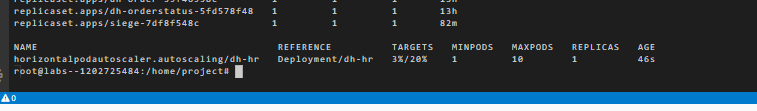 replicaset.apps/dh-orderstatus-5fd578f48 1 1 1 13h
replicaset.apps/siege-7df8f548c 1 1 1 82m
NAME REFERENCE TARGETS MINPODS MAXPODS REPLICAS AGE
horizontalpodautoscaler.autoscaling/dh-hr Deployment/dh-hr 3%/20% 1 10 1 46s
root@labs--1202725484:/home/project#
0